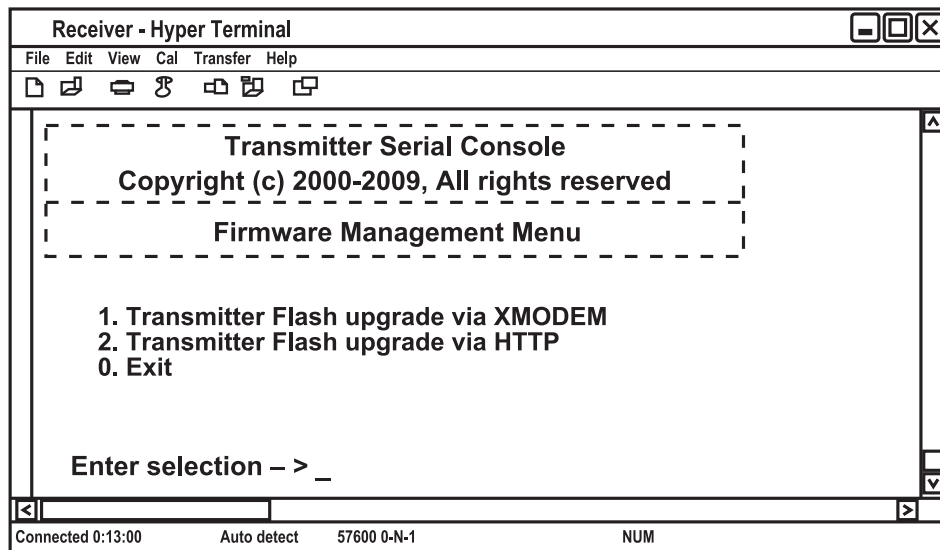 Receiver - Hyper Terminal
File Edit View Cal Transfer Help
Transmitter Serial Console
Copyright (c) 2000-2009, All rights reserved
Firmware Management Menu
1. Transmitter Flash upgrade via XMODEM
2. Transmitter Flash upgrade via HTTP
0. Exit
Enter selection – > _
Connected 0:13:00 Auto detect 57600 0-N-1 NUM